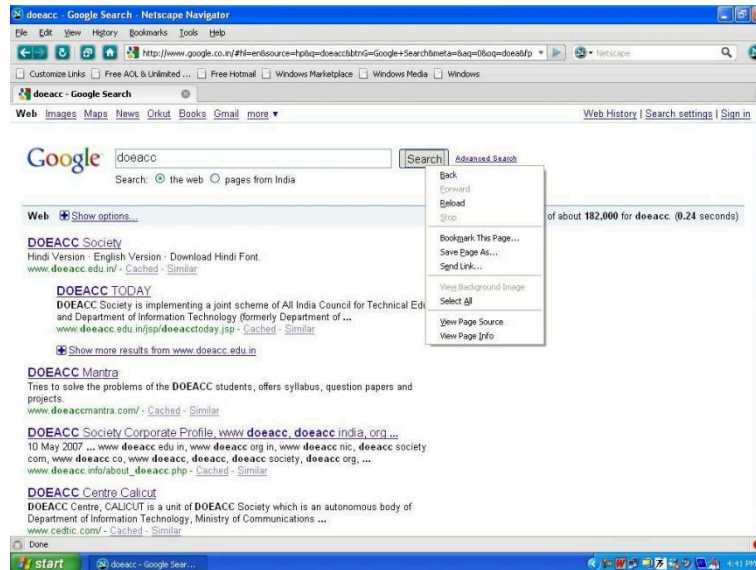 doeacc - Google Search - Netscape Navigator
File Edit View History Bookmarks Tools Help
http://www.google.co.in/#hl=en&source=hp&q=doeacc&btnG=Google+Search&meta=&aq=0&oq=doea&fp
Netscape
Customize Links Free AOL & Unlimited ... Free Hotmail Windows Marketplace Windows Media Windows
doeacc - Google Search
Web Images Maps News Orkut Books Gmail more ▼ Web History | Search settings | Sign in
Google doeacc Search Advanced Search
Search: the web pages from India
Back
Forward
Reload
Stop
Bookmark This Page...
Save Page As...
Send Link...
View Background Image
Select All
View Page Source
View Page Info
Web Show options... of about 182,000 for doeacc. (0.24 seconds)
DOEACC Society
Hindi Version · English Version · Download Hindi Font.
www.doeacc.edu.in/ - Cached - Similar
DOEACC TODAY
DOEACC Society is implementing a joint scheme of All India Council for Technical Edu
and Department of Information Technology (formerly Department of ...
www.doeacc.edu.in/jsp/doeacctoday.jsp - Cached - Similar
Show more results from www.doeacc.edu.in
DOEACC Mantra
Tries to solve the problems of the DOEACC students, offers syllabus, question papers and
projects.
www.doeaccmantra.com/ - Cached - Similar
DOEACC Society Corporate Profile, www doeacc, doeacc india, org ...
10 May 2007 ... www doeacc edu in, www doeacc org in, www doeacc nic, doeacc society
com, www doeacc co, www doeacc, doeacc, doeacc society, doeacc org, ...
www.doeacc.info/about_doeacc.php - Cached - Similar
DOEACC Centre Calicut
DOEACC Centre, CALICUT is a unit of DOEACC Society which is an autonomous body of
Department of Information Technology, Ministry of Communications ...
www.cedtic.com/ - Cached - Similar
Done
start doeacc - Google Sear... 4:41 PM